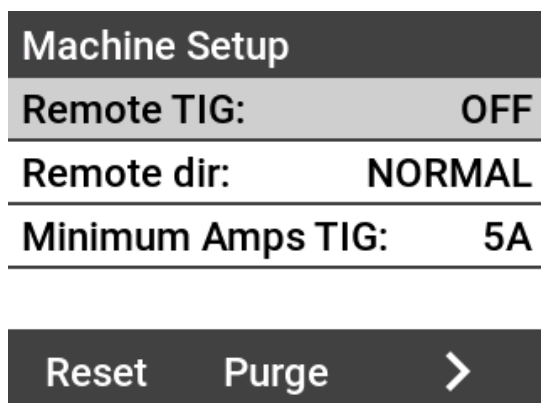 Machine Setup
Remote TIG: OFF
Remote dir: NORMAL
Minimum Amps TIG: 5A
Reset Purge >